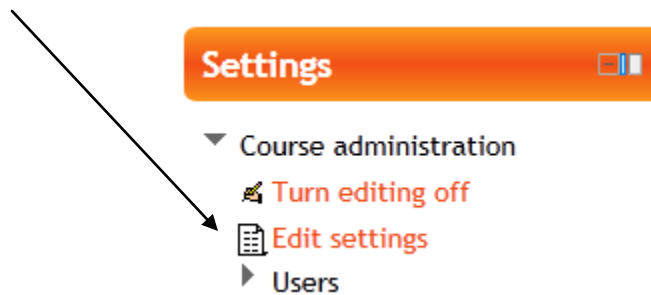 Settings
Course administration
Turn editing off
Edit settings
Users